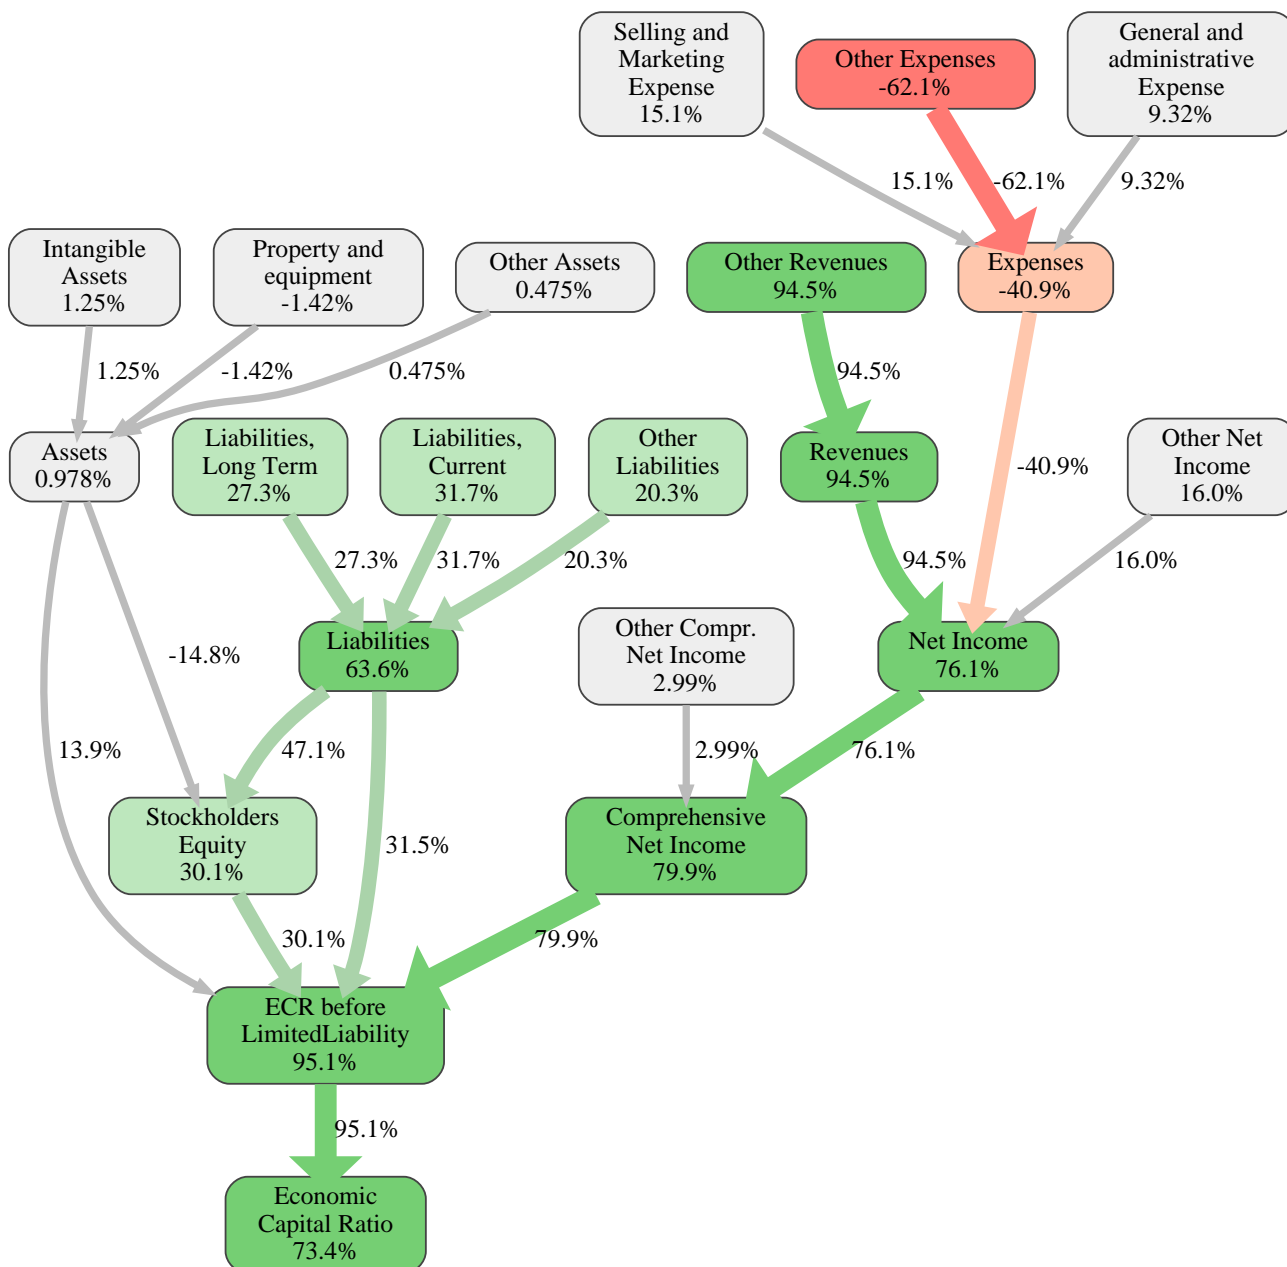 Selling and
Marketing
Expense
15.1%
Other Expenses
-62.1%
General and
administrative
Expense
9.32%
15.1%
-62.1%
9.32%
Intangible
Assets
1.25%
Property and
equipment
-1.42%
Other Assets
0.475%
Other Revenues
94.5%
Expenses
-40.9%
1.25%
-1.42%
0.475%
94.5%
-40.9%
Assets
0.978%
Liabilities,
Long Term
27.3%
Liabilities,
Current
31.7%
Other
Liabilities
20.3%
Revenues
94.5%
Other Net
Income
16.0%
27.3%
31.7%
20.3%
94.5%
16.0%
-14.8%
Liabilities
63.6%
Other Compr.
Net Income
2.99%
Net Income
76.1%
13.9%
47.1%
2.99%
76.1%
Stockholders
Equity
30.1%
31.5%
Comprehensive
Net Income
79.9%
30.1%
79.9%
ECR before
LimitedLiability
95.1%
95.1%
Economic
Capital Ratio
73.4%